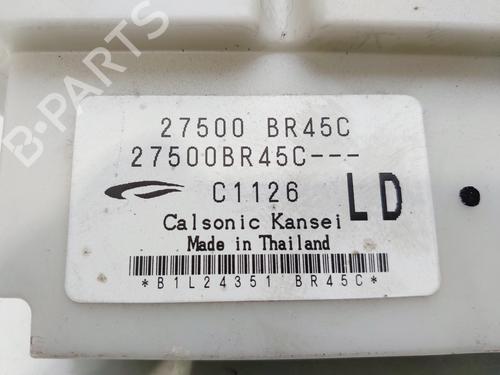 27500 BR45C
27500BR45C---
C1126
LD
Calsonic Kansei
Made in Thailand
*B1L24351 BR45C*
B-PARTS